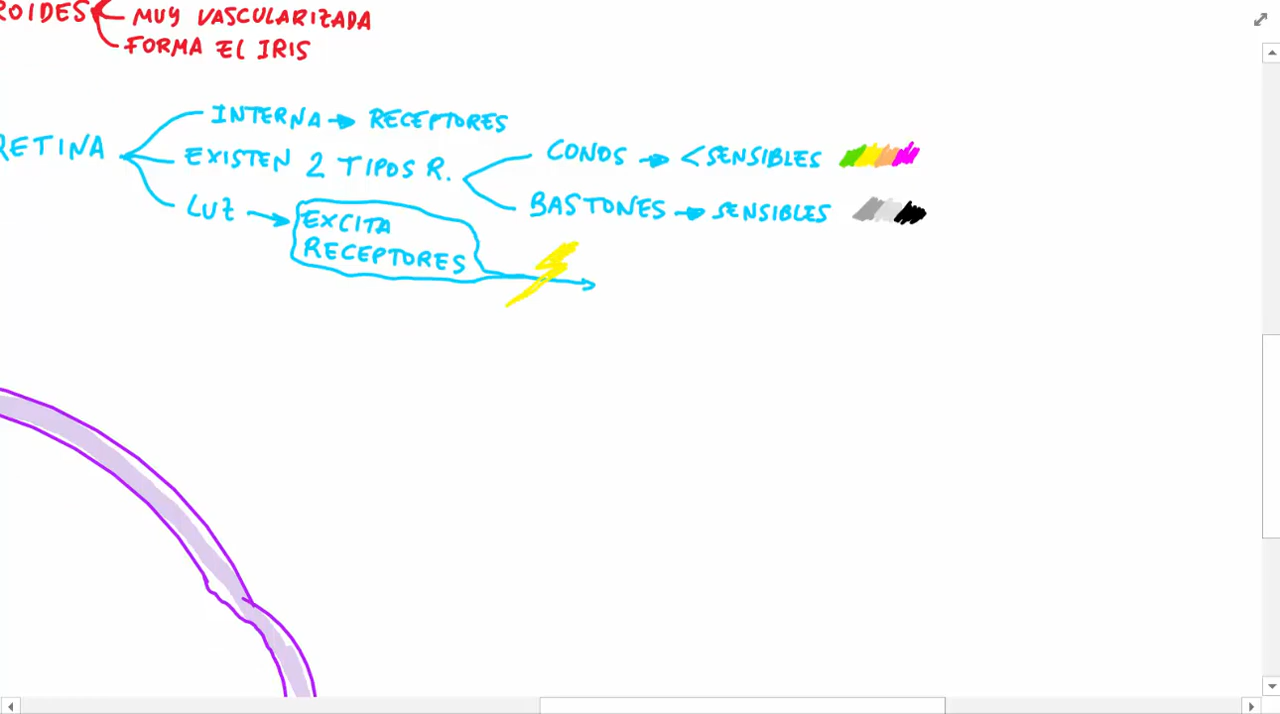 ROIDES
MUY VASCULARIZADA
FORMA EL IRIS
RETINA
INTERNA → RECEPTORES
EXISTEN 2 TIPOS R.
CONOS → < SENSIBLES
BASTONES → SENSIBLES
LUZ → EXCITA
RECEPTORES